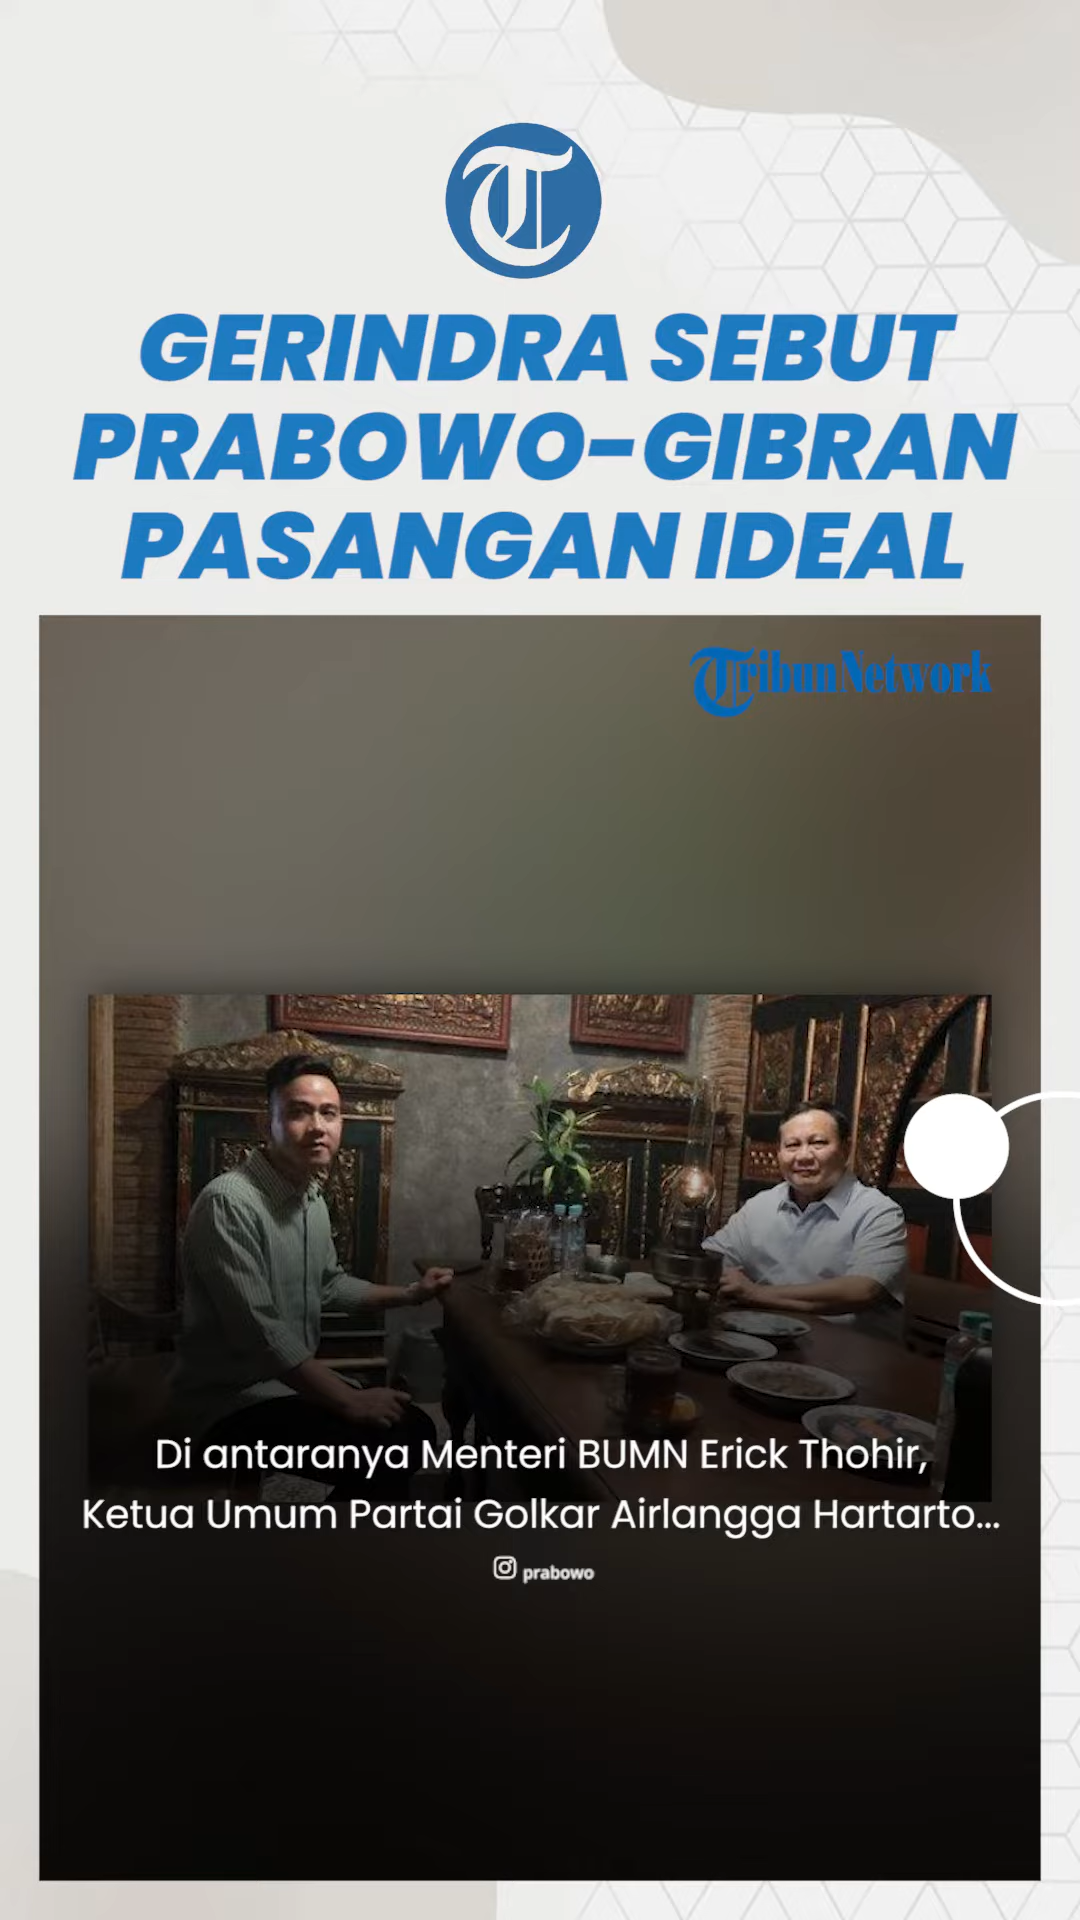 T
GERINDRA SEBUT
PRABOWO-GIBRAN
PASANGAN IDEAL
TribunNetwork
Di antaranya Menteri BUMN Erick Thohir,
Ketua Umum Partai Golkar Airlangga Hartarto...
prabowo